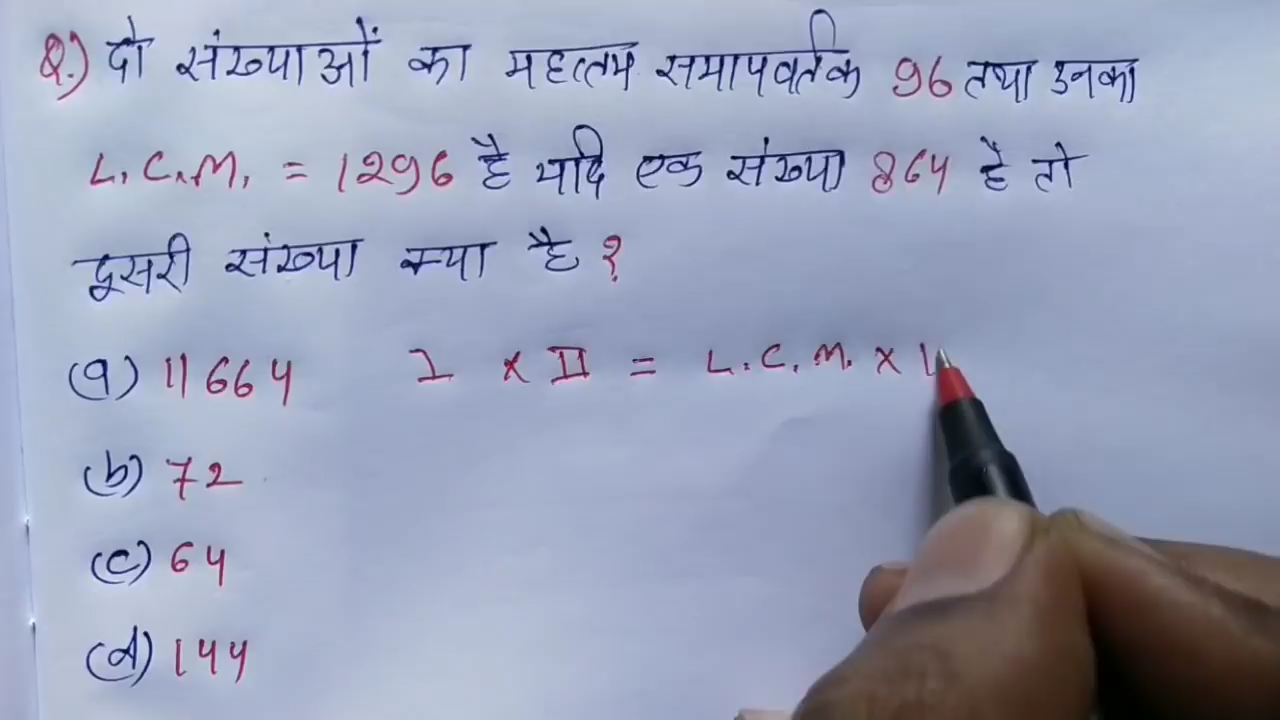 Q.) दो संख्याओं का महत्तम समापवर्तक 96 तथा उनका
L.C.M. = 1296 है यदि एक संख्या 864 है तो
दूसरी संख्या क्या है ?
(a) 11664
I x II = L.C.M. x
(b) 72
(c) 64
(d) 144